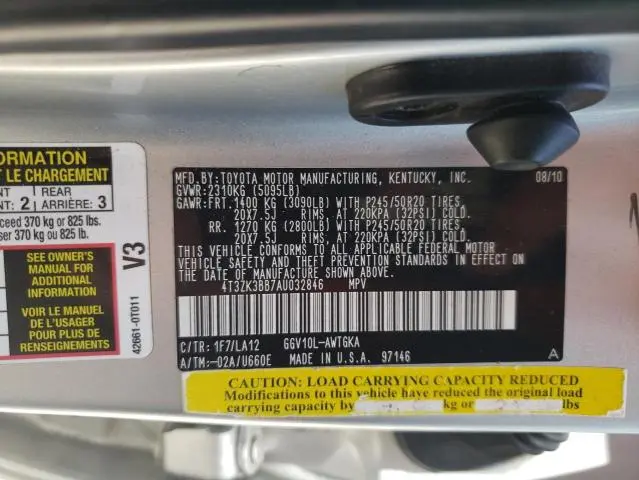 ORMATION
T LE CHARGEMENT
NT 2 REAR
ANT: 2 ARRIÈRE: 3
ceed 370 kg or 825 lbs.
ser 370 kg ou 825 lb.
SEE OWNER'S
MANUAL FOR
ADDITIONAL
INFORMATION
VOIR LE MANUEL
DE L'USAGER
POUR PLUS DE
RENSEIGNEMENTS
V3
42661-0T011
MFD.BY:TOYOTA MOTOR MANUFACTURING, KENTUCKY, INC. 08/10
GVWR:2310KG (5095LB)
GAWR:FRT.1400 KG (3090LB) WITH P245/50R20 TIRES,
20X7.5J RIMS, AT 220KPA (32PSI) COLD.
RR. 1270 KG (2800LB) WITH P245/50R20 TIRES,
20X7.5J RIMS, AT 220KPA (32PSI) COLD.
THIS VEHICLE CONFORMS TO ALL APPLICABLE FEDERAL MOTOR
VEHICLE SAFETY AND THEFT PREVENTION STANDARDS IN EFFECT ON
THE DATE OF MANUFACTURE SHOWN ABOVE.
4T3ZK3BB7AU032846 MPV
C/TR: 1F7/LA12 GGV10L-AWTGKA
A/TM:-02A/U660E MADE IN U.S.A. 97146 A
CAUTION: LOAD CARRYING CAPACITY REDUCED
Modifications to this vehicle have reduced the original load
carrying capacity by kg or lbs